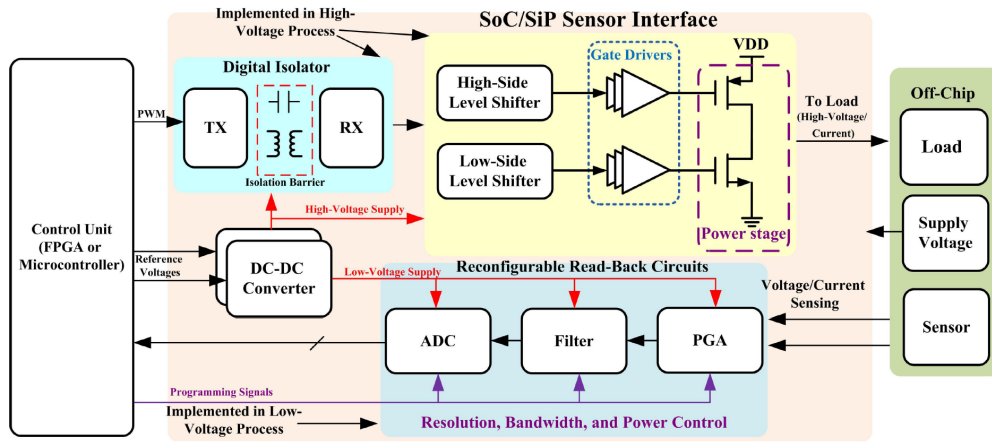 Implemented in High-
Voltage Process
SoC/SiP Sensor Interface
VDD
Digital Isolator
Gate Drivers
High-Side
Level Shifter
To Load
(High-Voltage/
Current)
Off-Chip
Load
PWM
TX
RX
Isolation Barrier
Low-Side
Level Shifter
High-Voltage Supply
Power stage
Supply
Voltage
Control Unit
(FPGA or
Microcontroller)
Reference
Voltages
DC-DC
Converter
Low-Voltage Supply
Reconfigurable Read-Back Circuits
Voltage/Current
Sensing
ADC
Filter
PGA
Sensor
Programming Signals
Implemented in Low-
Voltage Process
Resolution, Bandwidth, and Power Control